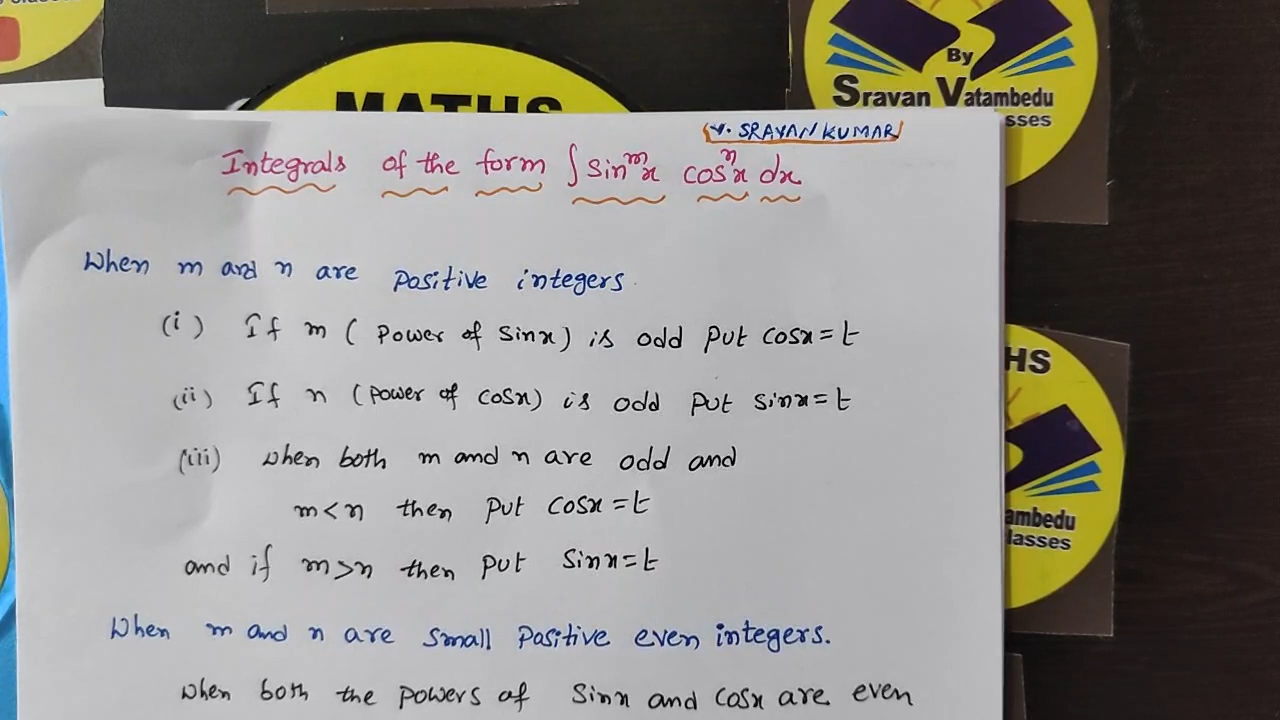 By
Sravan Vatambedu
sses
MATHS
V. SRAVAN KUMAR
Integrals of the form ∫ sin^m x cos^n x dx
When m and n are positive integers
(i) If m (power of sinx) is odd put cosx = t
(ii) If n (power of cosx) is odd put sinx = t
(iii) when both m and n are odd and
m < n then put cosx = t
and if m > n then put sinx = t
When m and n are small positive even integers.
when both the powers of sinx and cosx are even
HS
ambedu
lasses